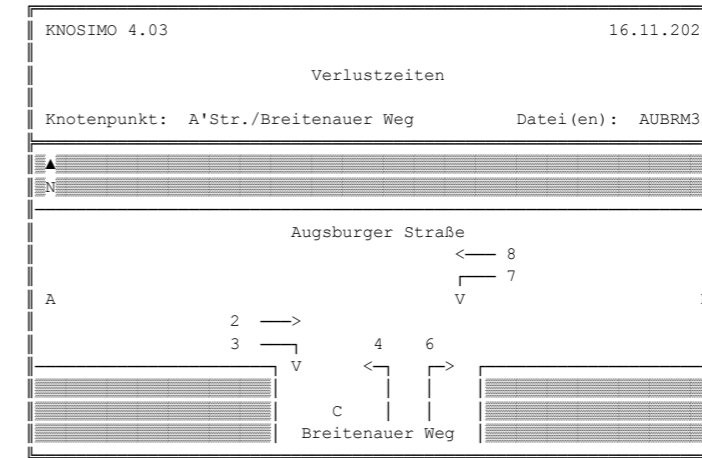 KNOSIMO 4.03 16.11.202
Verlustzeiten
Knotenpunkt: A'Str./Breitenauer Weg Datei(en): AUBRM3
▲
N
Augsburger Straße
<─── 8
┌─── 7
A V
2 ───>
3 ───┐ 4 6
V <─┐ ┌─>
C
Breitenauer Weg